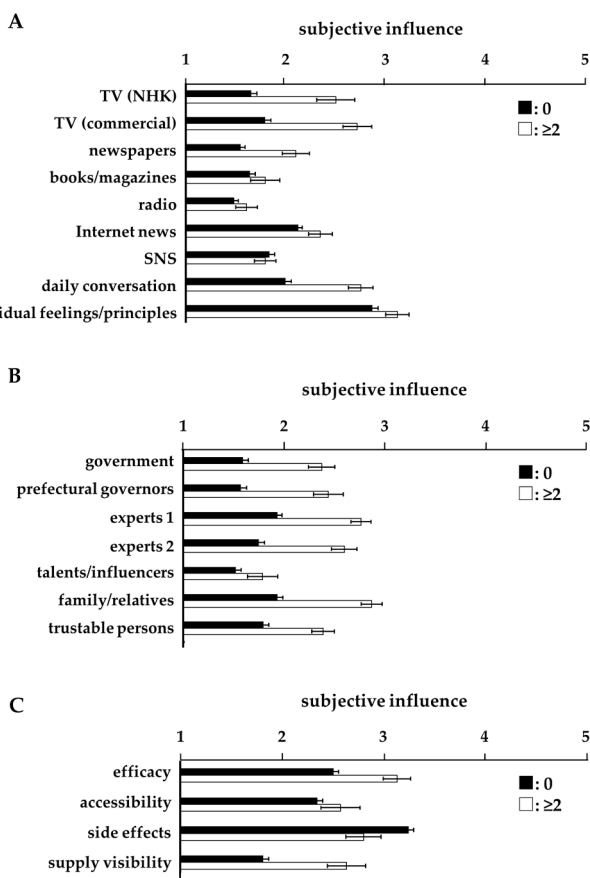 A
subjective influence
1 2 3 4 5
TV (NHK)
■: 0
TV (commercial)
□: ≥2
newspapers
books/magazines
radio
Internet news
SNS
daily conversation
idual feelings/principles
B
subjective influence
1 2 3 4 5
government
■: 0
prefectural governors
□: ≥2
experts 1
experts 2
talents/influencers
family/relatives
trustable persons
C
subjective influence
1 2 3 4 5
efficacy
■: 0
accessibility
□: ≥2
side effects
supply visibility